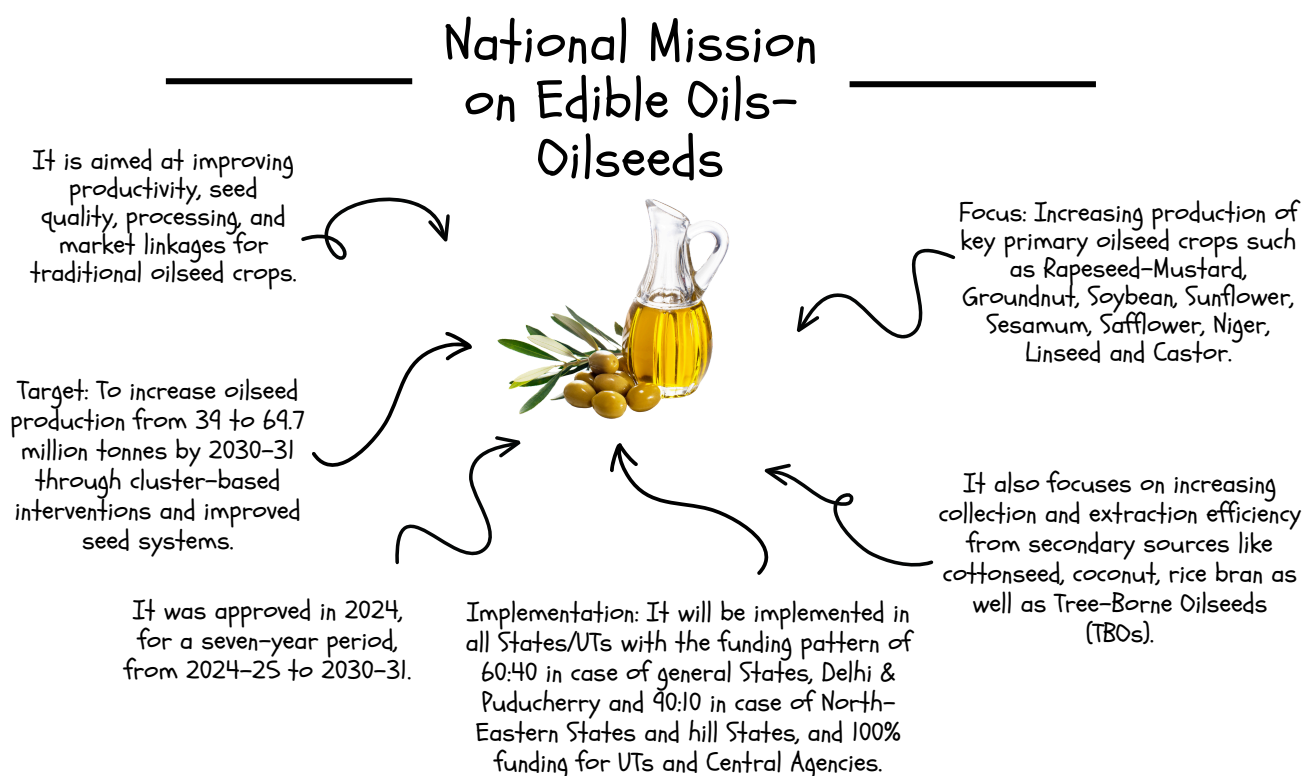 National Mission
on Edible Oils-
Oilseeds
It is aimed at improving
productivity, seed
quality, processing, and
market linkages for
traditional oilseed crops.
Focus: Increasing production of
key primary oilseed crops such
as Rapeseed-Mustard,
Groundnut, Soybean, Sunflower,
Sesamum, Safflower, Niger,
Linseed and Castor.
Target: To increase oilseed
production from 39 to 69.7
million tonnes by 2030-31
through cluster-based
interventions and improved
seed systems.
It also focuses on increasing
collection and extraction efficiency
from secondary sources like
cottonseed, coconut, rice bran as
well as Tree-Borne Oilseeds
(TBOs).
It was approved in 2024,
for a seven-year period,
from 2024-25 to 2030-31.
Implementation: It will be implemented in
all States/UTs with the funding pattern of
60:40 in case of general States, Delhi &
Puducherry and 90:10 in case of North-
Eastern States and hill States, and 100%
funding for UTs and Central Agencies.